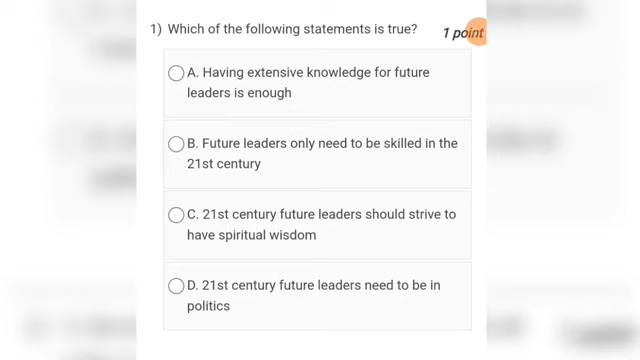 1) Which of the following statements is true?
1 point
A. Having extensive knowledge for future
leaders is enough
B. Future leaders only need to be skilled in the
21st century
C. 21st century future leaders should strive to
have spiritual wisdom
D. 21st century future leaders need to be in
politics